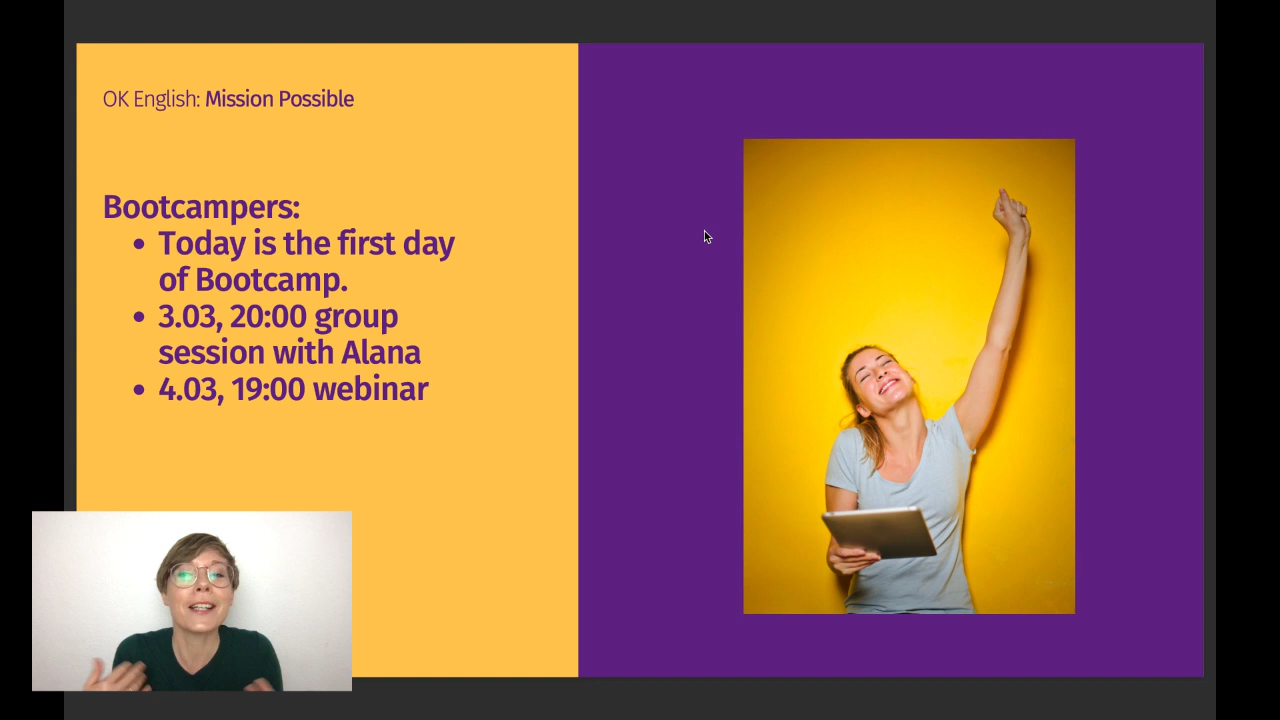 OK English: Mission Possible
Bootcampers:
• Today is the first day
of Bootcamp.
• 3.03, 20:00 group
session with Alana
• 4.03, 19:00 webinar